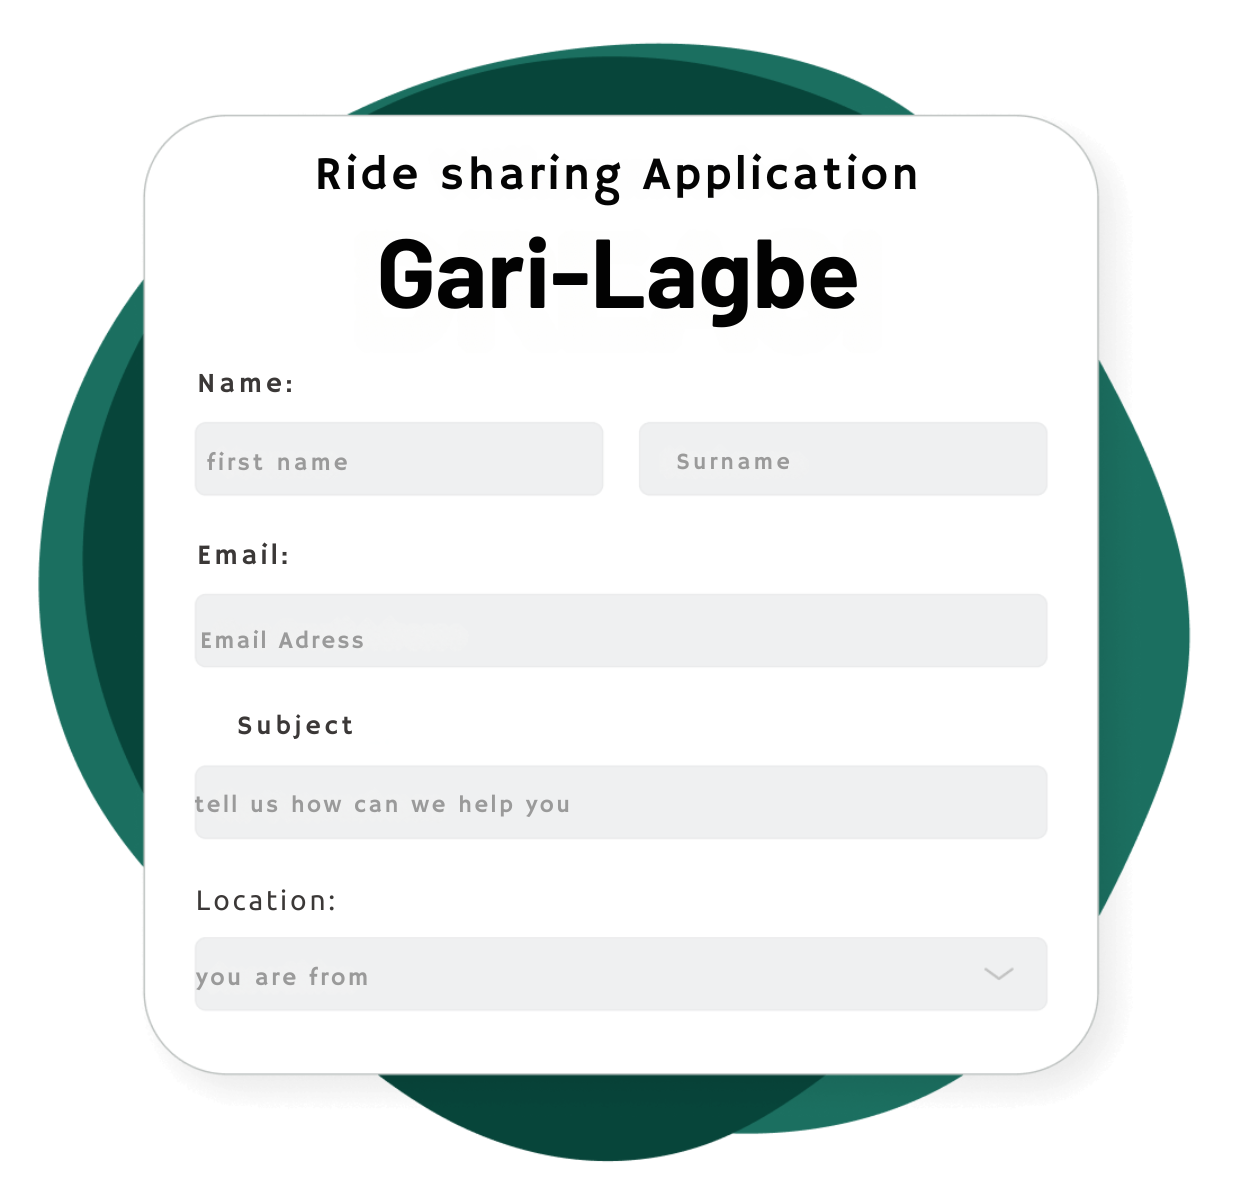 Ride sharing Application
Gari-Lagbe
Name:
first name Surname
Email:
Email Adress
Subject
tell us how can we help you
Location:
you are from